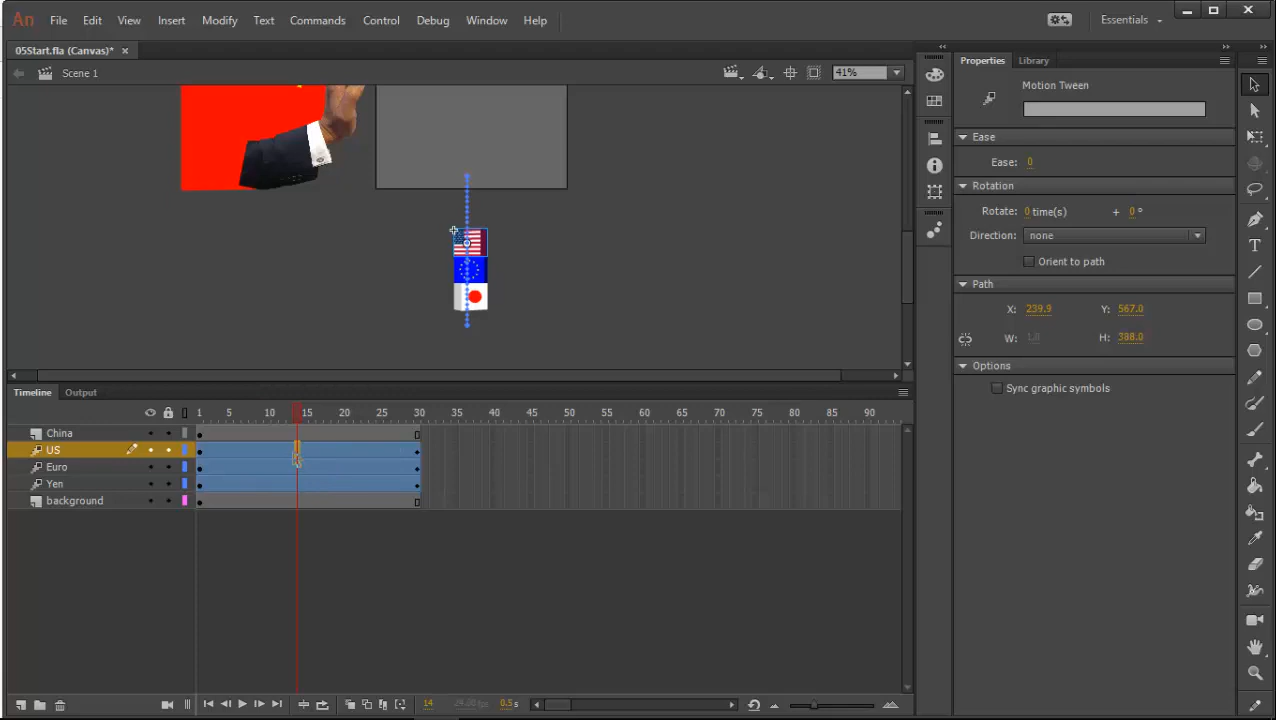 An File Edit View Insert Modify Text Commands Control Debug Window Help Essentials
05Start.fla (Canvas)* ×
Scene 1 41%
Properties Library
Motion Tween
Ease
Ease: 0
Rotation
Rotate: 0 time(s) + 0 °
Direction: none
Orient to path
Path
X: 239.9 Y: 567.0
W: 1.0 H: 388.0
Options
Sync graphic symbols
Timeline Output
1 5 10 15 20 25 30 35 40 45 50 55 60 65 70 75 80 85 90
China
US
Euro
Yen
background
14 24.00 fps 0.5s